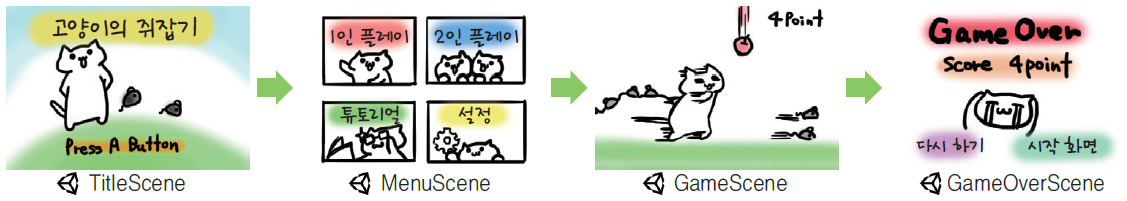 고양이의 쥐잡기
Press A Button
TitleScene
1인 플레이
2인 플레이
튜토리얼
설정
MenuScene
4Point
GameScene
Game Over
Score 4point
다시 하기
시작 화면
GameOverScene